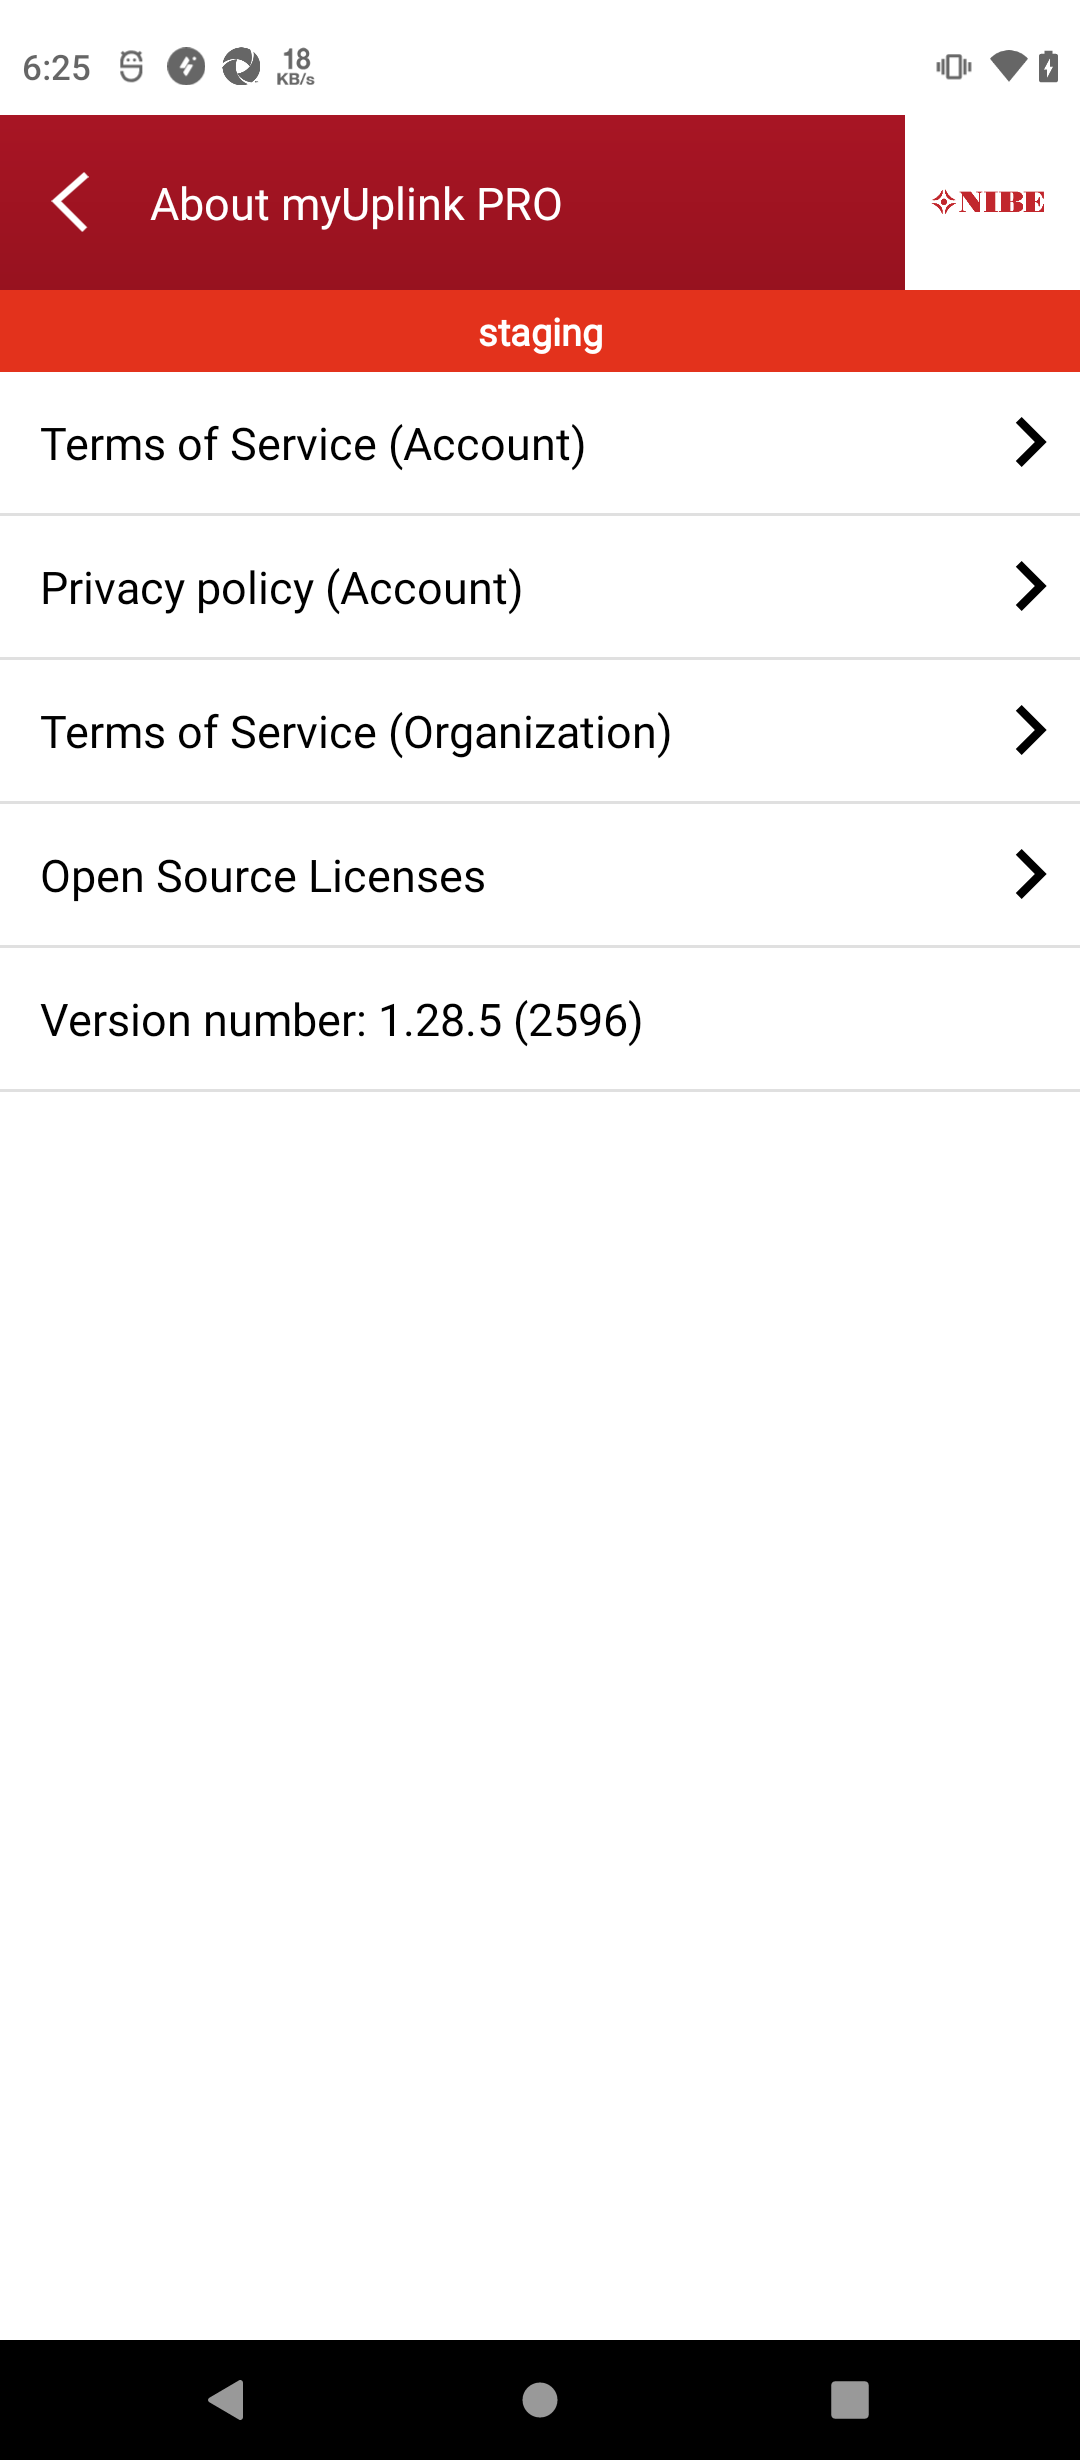 6:25
18
KB/s
About myUplink PRO
NIBE
staging
Terms of Service (Account)
Privacy policy (Account)
Terms of Service (Organization)
Open Source Licenses
Version number: 1.28.5 (2596)